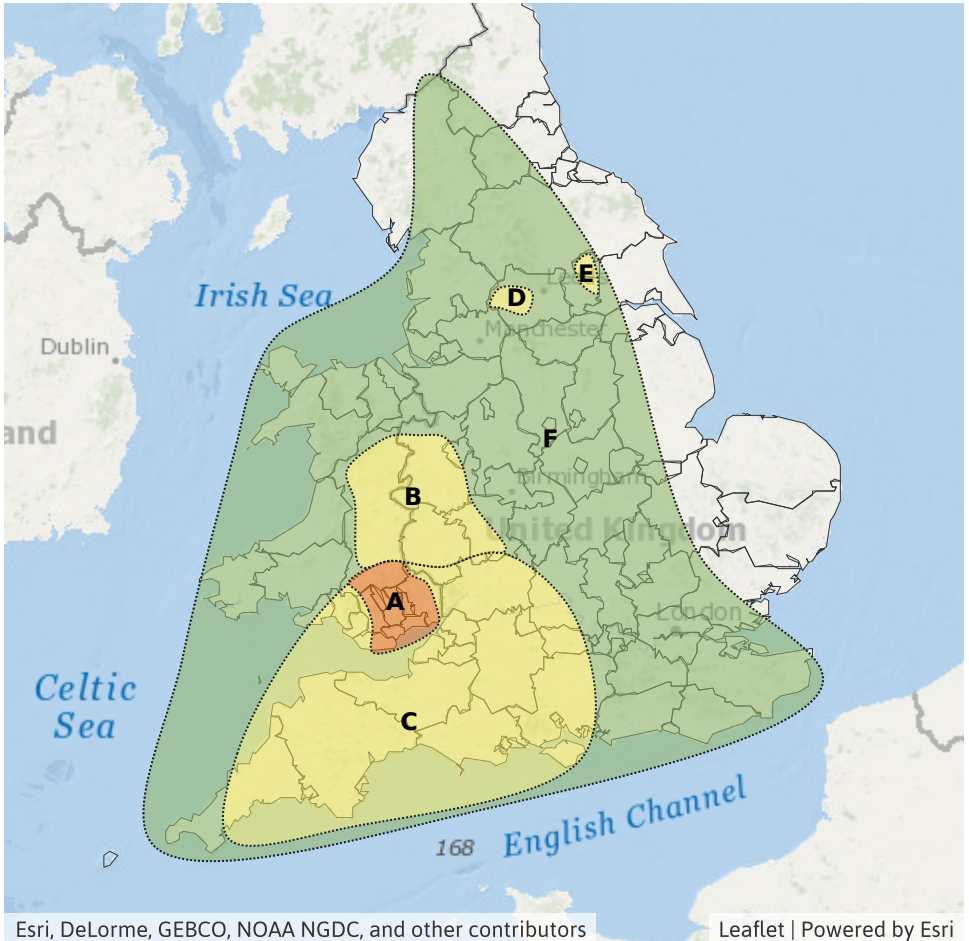 E
Lee
D
Irish Sea
Manchester
Dublin
and
F
B
Birmingham
United Kingdom
A
London
Celtic
Sea
C
English Channel
168
Esri, DeLorme, GEBCO, NOAA NGDC, and other contributors
Leaflet | Powered by Esri